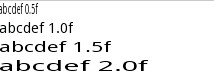 abcdef 0.5f
abcdef 1.0f
abcdef 1.5f
abcdef 2.0f